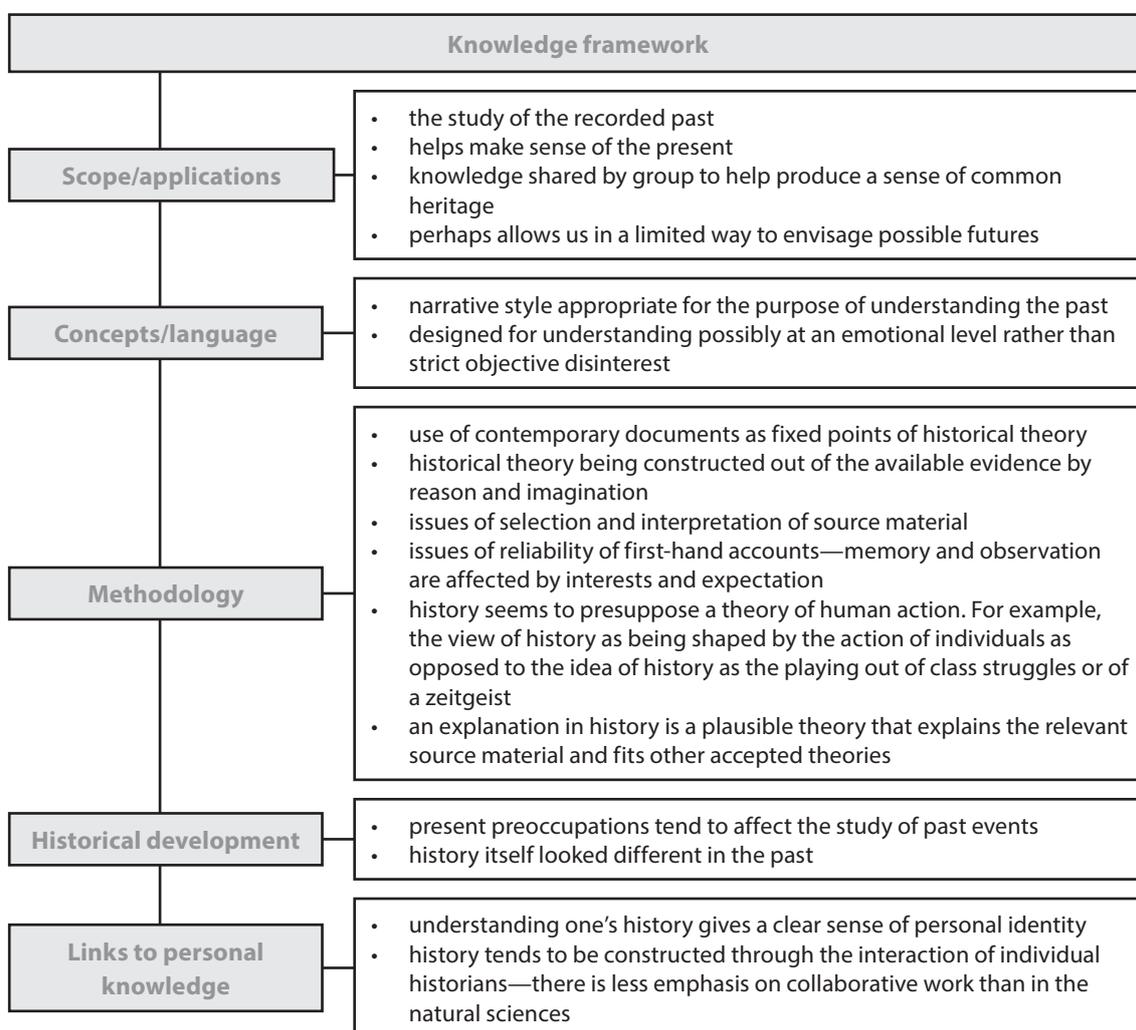 Knowledge framework
Scope/applications
• the study of the recorded past
• helps make sense of the present
• knowledge shared by group to help produce a sense of common
heritage
• perhaps allows us in a limited way to envisage possible futures
Concepts/language
• narrative style appropriate for the purpose of understanding the past
• designed for understanding possibly at an emotional level rather than
strict objective disinterest
Methodology
• use of contemporary documents as fixed points of historical theory
• historical theory being constructed out of the available evidence by
reason and imagination
• issues of selection and interpretation of source material
• issues of reliability of first-hand accounts—memory and observation
are affected by interests and expectation
• history seems to presuppose a theory of human action. For example,
the view of history as being shaped by the action of individuals as
opposed to the idea of history as the playing out of class struggles or of
a zeitgeist
• an explanation in history is a plausible theory that explains the relevant
source material and fits other accepted theories
Historical development
• present preoccupations tend to affect the study of past events
• history itself looked different in the past
Links to personal
knowledge
• understanding one’s history gives a clear sense of personal identity
• history tends to be constructed through the interaction of individual
historians—there is less emphasis on collaborative work than in the
natural sciences